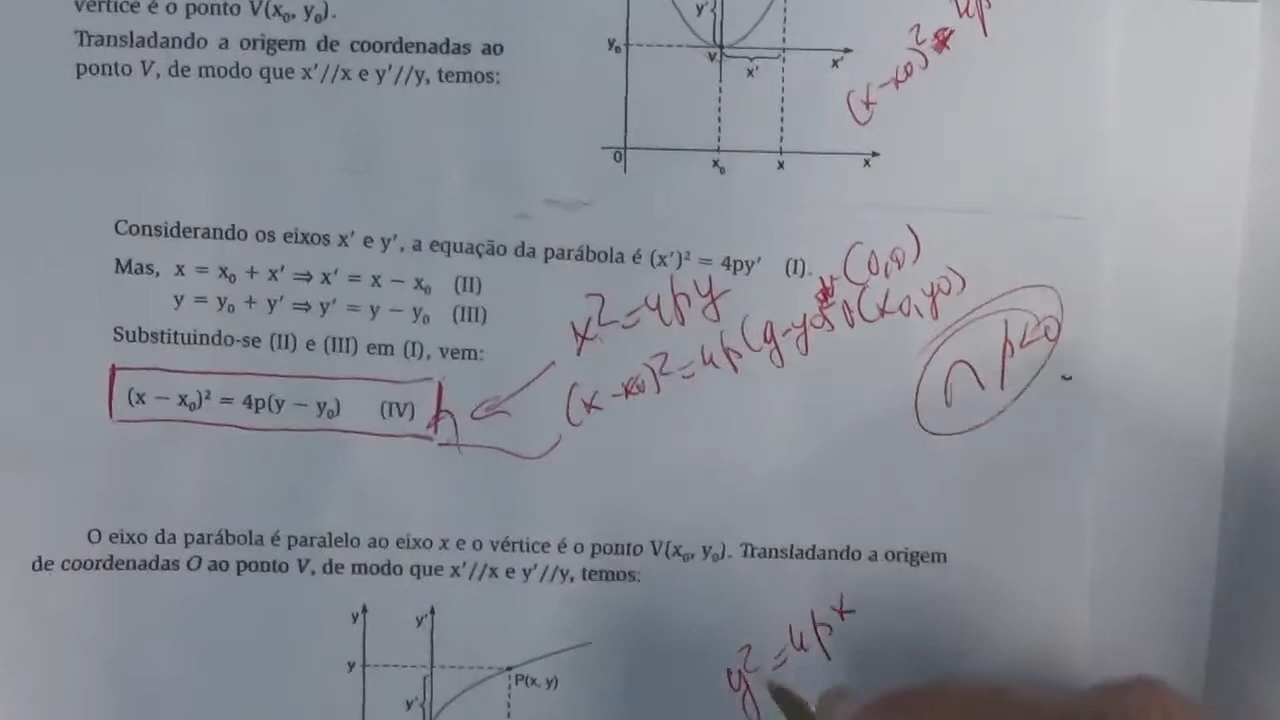 vértice é o ponto V(x₀, y₀).
Transladando a origem de coordenadas ao
ponto V, de modo que x'//x e y'//y, temos:
y'
y₀
V
x'
x'
0
x₀
x
x
(x-x₀)² = 4p
Considerando os eixos x' e y', a equação da parábola é (x')² = 4py' (I).
Mas, x = x₀ + x' ⇒ x' = x − x₀ (II)
y = y₀ + y' ⇒ y' = y − y₀ (III)
Substituindo-se (II) e (III) em (I), vem:
(x − x₀)² = 4p(y − y₀) (IV)
x²=4py
(0,0)
(x-x₀)²=4p(y-y₀)
(x₀,y₀)
p<0
O eixo da parábola é paralelo ao eixo x e o vértice é o ponto V(x₀, y₀). Transladando a origem
de coordenadas O ao ponto V, de modo que x'//x e y'//y, temos:
y
y'
y
P(x, y)
y'
y²=4px